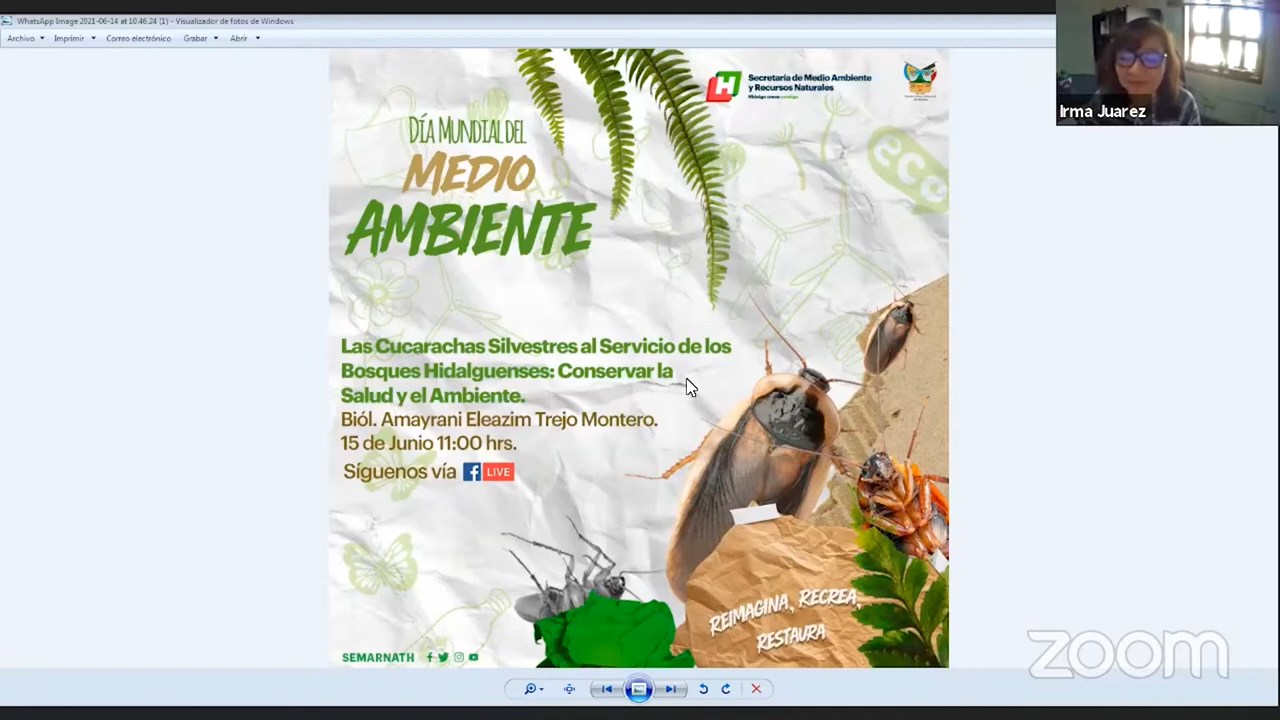 WhatsApp Image 2021-06-14 at 10.46.24 (1) - Visualizador de fotos de Windows
Archivo Imprimir Correo electrónico Grabar Abrir
Irma Juarez
Secretaría de Medio Ambiente
y Recursos Naturales
Hidalgo crece contigo
DÍA MUNDIAL DEL
MEDIO
AMBIENTE
eco
Las Cucarachas Silvestres al Servicio de los
Bosques Hidalguenses: Conservar la
Salud y el Ambiente.
Biól. Amayrani Eleazim Trejo Montero.
15 de Junio 11:00 hrs.
Síguenos vía f LIVE
REIMAGINA, RECREA,
RESTAURA
SEMARNATH
zoom